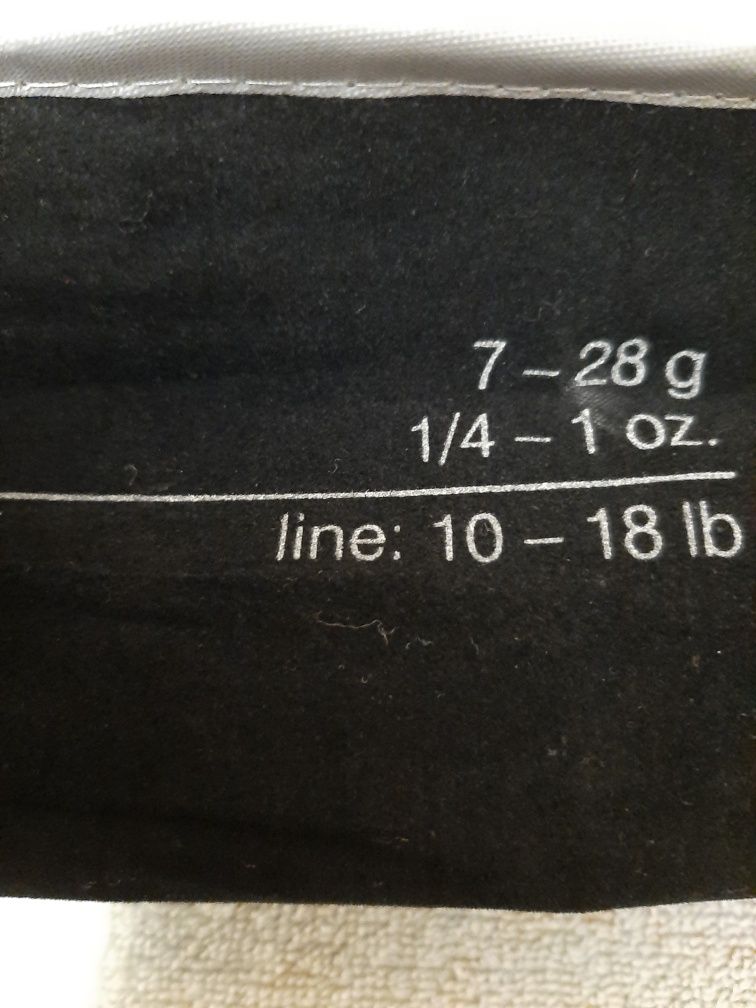 7 – 28 g
1/4 – 1 oz.
line: 10 – 18 lb